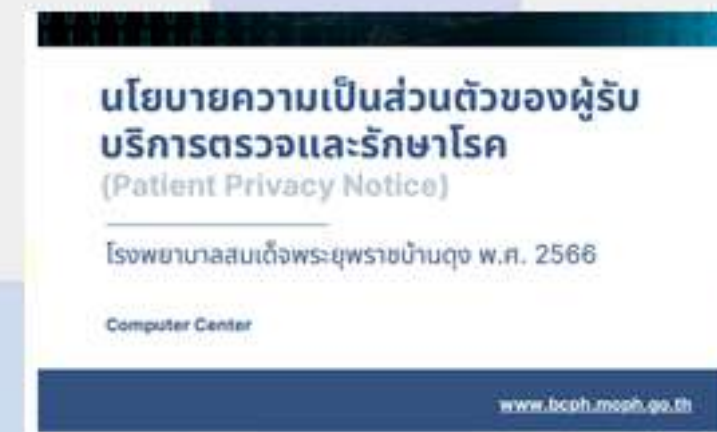 นโยบายความเป็นส่วนตัวของผู้รับ
บริการตรวจและรักษาโรค
(Patient Privacy Notice)
โรงพยาบาลสมเด็จพระยุพราชบ้านดุง พ.ศ. 2566
Computer Center
www.bcph.moph.go.th